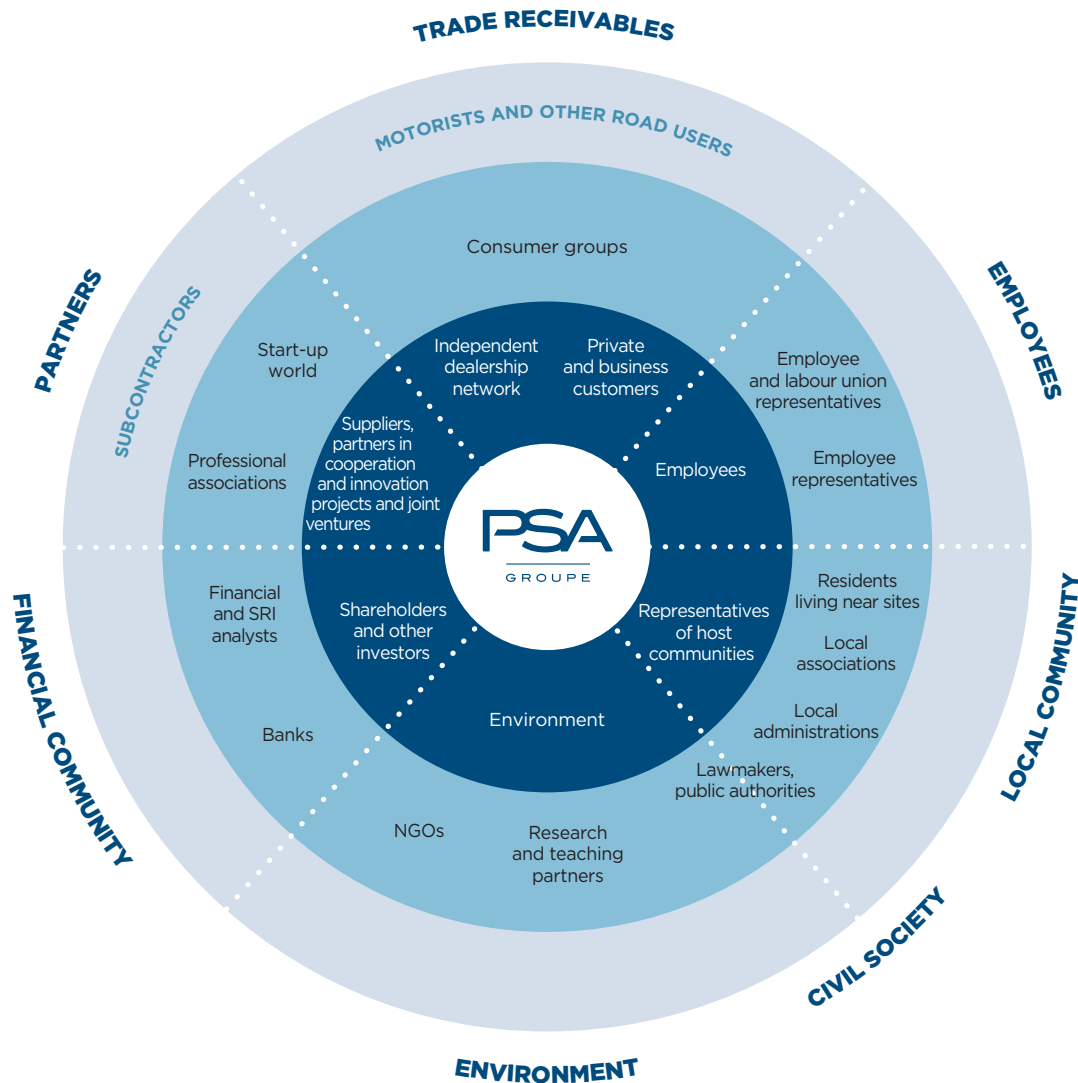 TRADE RECEIVABLES
MOTORISTS AND OTHER ROAD USERS
Consumer groups
Independent
dealership
network
Private
and business
customers
EMPLOYEES
Employee
and labour union
representatives
Employee
representatives
Employees
PARTNERS
SUBCONTRACTORS
Start-up
world
Professional
associations
Suppliers,
partners in
cooperation
and innovation
projects and joint
ventures
PSA
GROUPE
FINANCIAL COMMUNITY
Financial
and SRI
analysts
Banks
Shareholders
and other
investors
Representatives
of host
communities
Residents
living near sites
Local
associations
Local
administrations
LOCAL COMMUNITY
Lawmakers,
public authorities
CIVIL SOCIETY
Environment
NGOs
Research
and teaching
partners
ENVIRONMENT